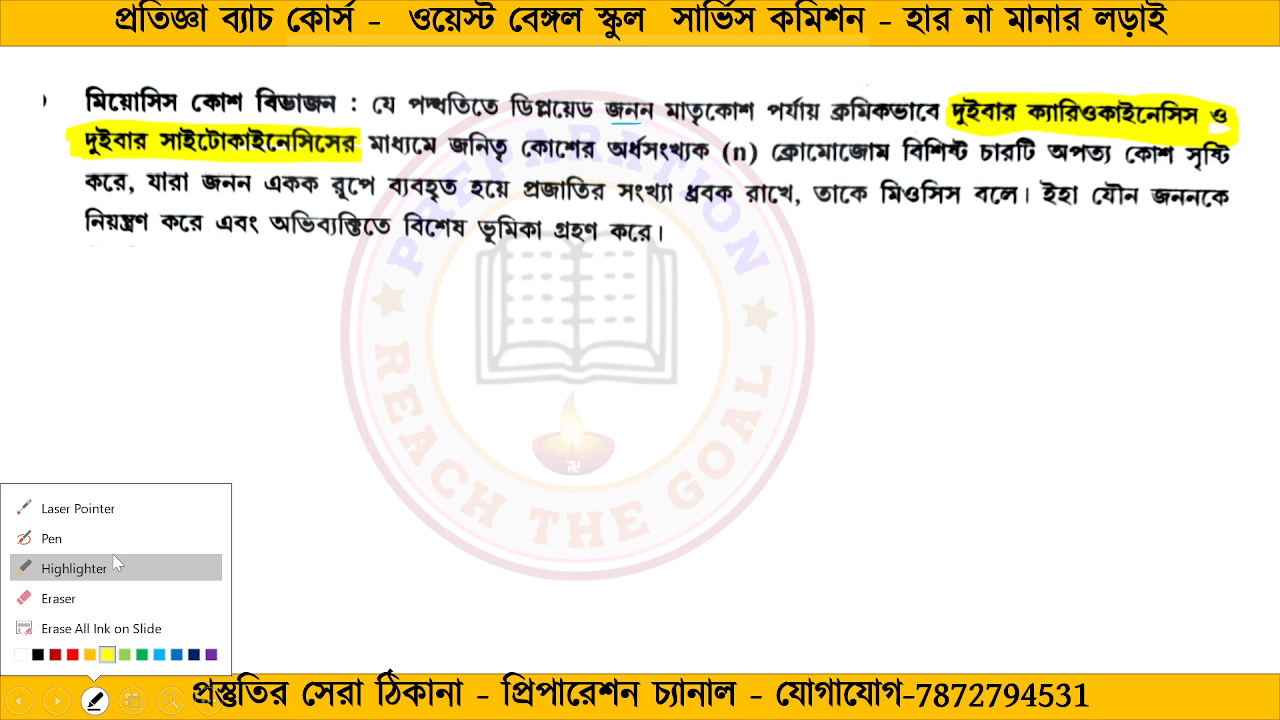 প্রতিজ্ঞা ব্যাচ কোর্স - ওয়েস্ট বেঙ্গল স্কুল সার্ভিস কমিশন - হার না মানার লড়াই
মিয়োসিস কোশ বিভাজন : যে পদ্ধতিতে ডিপ্লয়েড জনন মাতৃকোশ পর্যায় ক্রমিকভাবে দুইবার ক্যারিওকাইনেসিস ও
দুইবার সাইটোকাইনেসিসের মাধ্যমে জনিতৃ কোশের অর্ধসংখ্যক (n) ক্রোমোজোম বিশিষ্ট চারটি অপত্য কোশ সৃষ্টি
করে, যারা জনন একক রূপে ব্যবহৃত হয়ে প্রজাতির সংখ্যা ধ্রুবক রাখে, তাকে মিওসিস বলে। ইহা যৌন জননকে
নিয়ন্ত্রণ করে এবং অভিব্যক্তিতে বিশেষ ভূমিকা গ্রহণ করে।
PREPARATION
REACH THE GOAL
Laser Pointer
Pen
Highlighter
Eraser
Erase All Ink on Slide
প্রস্তুতির সেরা ঠিকানা - প্রিপারেশন চ্যানাল - যোগাযোগ-7872794531